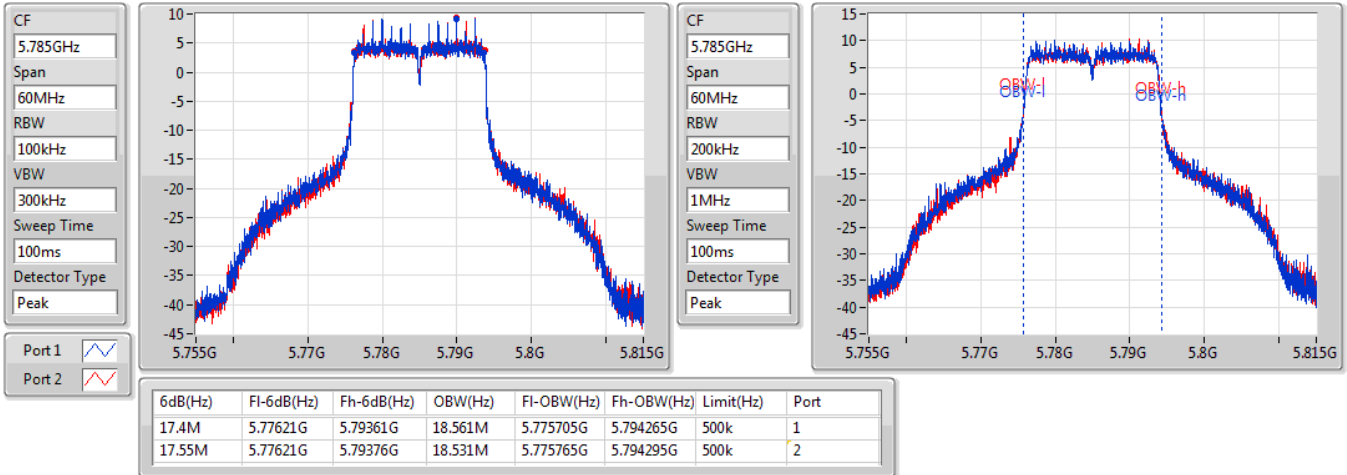 CF
5.785GHz
Span
60MHz
RBW
100kHz
VBW
300kHz
Sweep Time
100ms
Detector Type
Peak
Port 1
Port 2
10
5
0
-5
-10
-15
-20
-25
-30
-35
-40
-45
5.755G 5.77G 5.78G 5.79G 5.8G 5.815G
CF
5.785GHz
Span
60MHz
RBW
200kHz
VBW
1MHz
Sweep Time
100ms
Detector Type
Peak
15
10
5
0
-5
-10
-15
-20
-25
-30
-35
-40
-45
OBW-l OBW-h
OBW-l OBW-h
5.755G 5.77G 5.78G 5.79G 5.8G 5.815G
6dB(Hz) Fl-6dB(Hz) Fh-6dB(Hz) OBW(Hz) Fl-OBW(Hz) Fh-OBW(Hz) Limit(Hz) Port
17.4M 5.77621G 5.79361G 18.561M 5.775705G 5.794265G 500k 1
17.55M 5.77621G 5.79376G 18.531M 5.775765G 5.794295G 500k 2